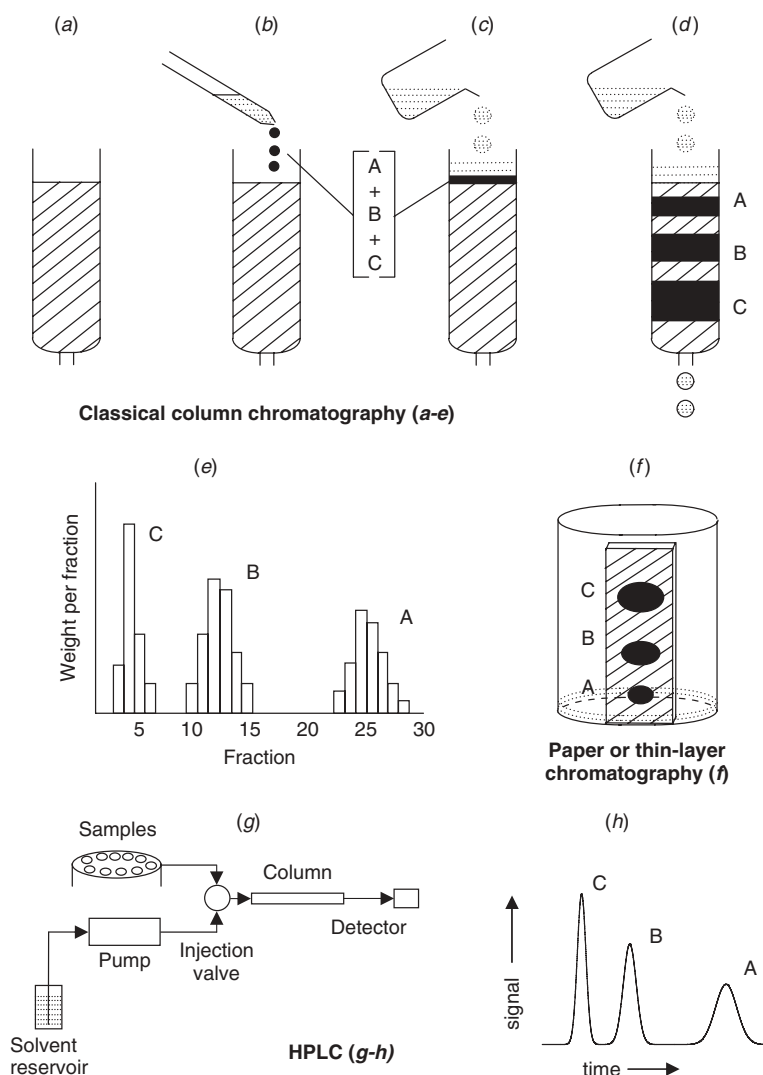 (a)
(b)
(c)
(d)
A
+
B
+
C
A
B
C
Classical column chromatography (a-e)
(e)
Weight per fraction
C
B
A
5 10 15 20 25 30
Fraction
(f)
C
B
A
Paper or thin-layer
chromatography (f)
(g)
Samples
Column
Detector
Pump
Injection
valve
Solvent
reservoir
HPLC (g-h)
(h)
signal
C
B
A
time